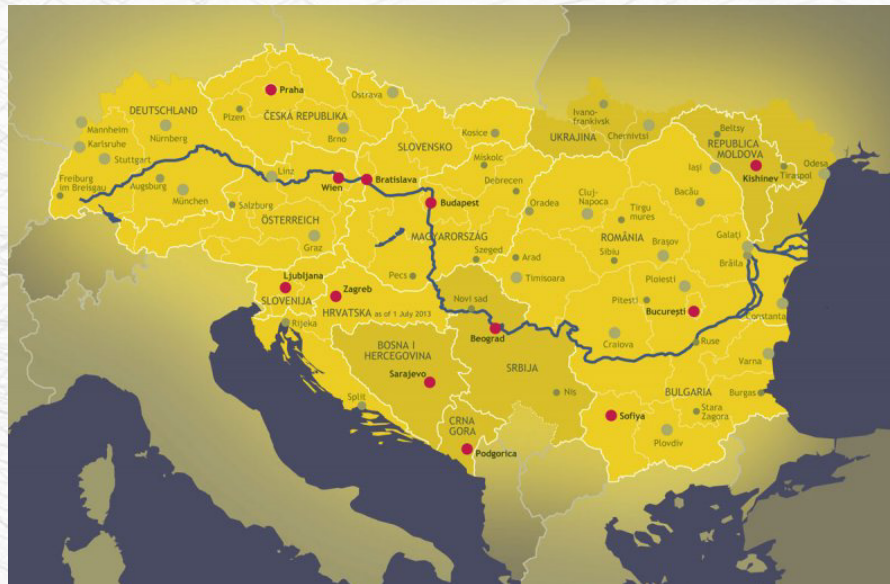 Praha
Ostrava
DEUTSCHLAND
Plzen
ČESKÁ REPUBLIKA
Mannheim
Nürnberg
Brno
Karlsruhe
Stuttgart
Freiburg
im Breisgau
Augsburg
München
Linz
Wien
Bratislava
Salzburg
ÖSTERREICH
Graz
SLOVENSKO
Kosice
Miskolc
Debrecen
Budapest
MAGYARORSZÁG
Szeged
Pecs
Ivano-
frankivsk
UKRAJINA
Chernivtsi
Beltsy
REPUBLICA
MOLDOVA
Kishinev
Tiraspol
Odesa
Iași
Bacău
Oradea
Cluj-
Napoca
Tirgu
mures
ROMÂNIA
Arad
Sibiu
Brașov
Timisoara
Galați
Brăila
Ploiesti
Pitești
București
Constanta
Craiova
Ruse
Ljubljana
SLOVENIJA
Zagreb
HRVATSKA as of 1 July 2013
Rijeka
Novi sad
Beograd
BOSNA I
HERCEGOVINA
Sarajevo
SRBIJA
Split
Nis
CRNA
GORA
Podgorica
Varna
BULGARIA
Burgas
Stara
Zagora
Sofiya
Plovdiv